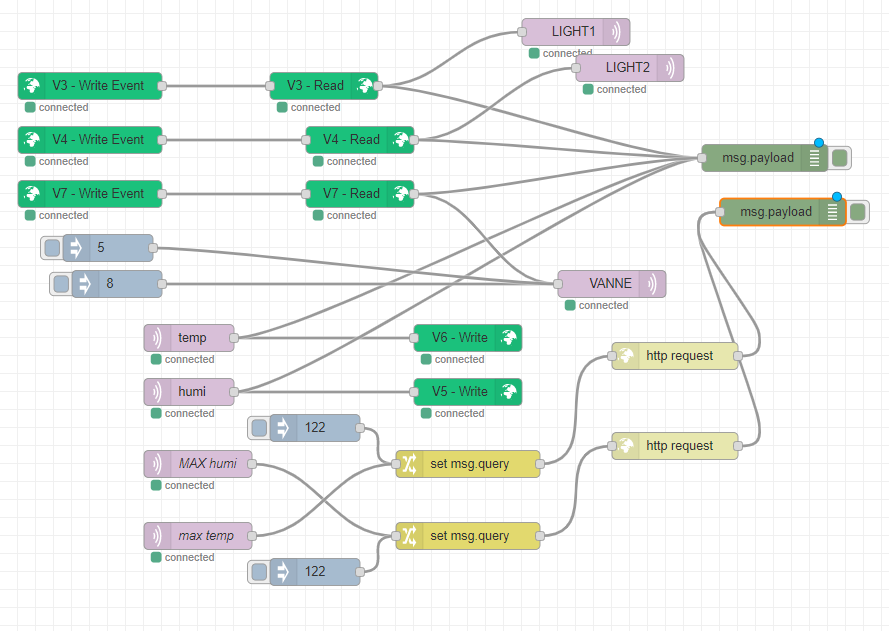 LIGHT1
connected
LIGHT2
connected
V3 - Write Event
connected
V3 - Read
connected
V4 - Write Event
connected
V4 - Read
connected
msg.payload
V7 - Write Event
connected
V7 - Read
connected
msg.payload
5
8
VANNE
connected
temp
connected
V6 - Write
connected
http request
humi
connected
V5 - Write
connected
122
http request
MAX humi
connected
set msg.query
max temp
connected
set msg.query
122